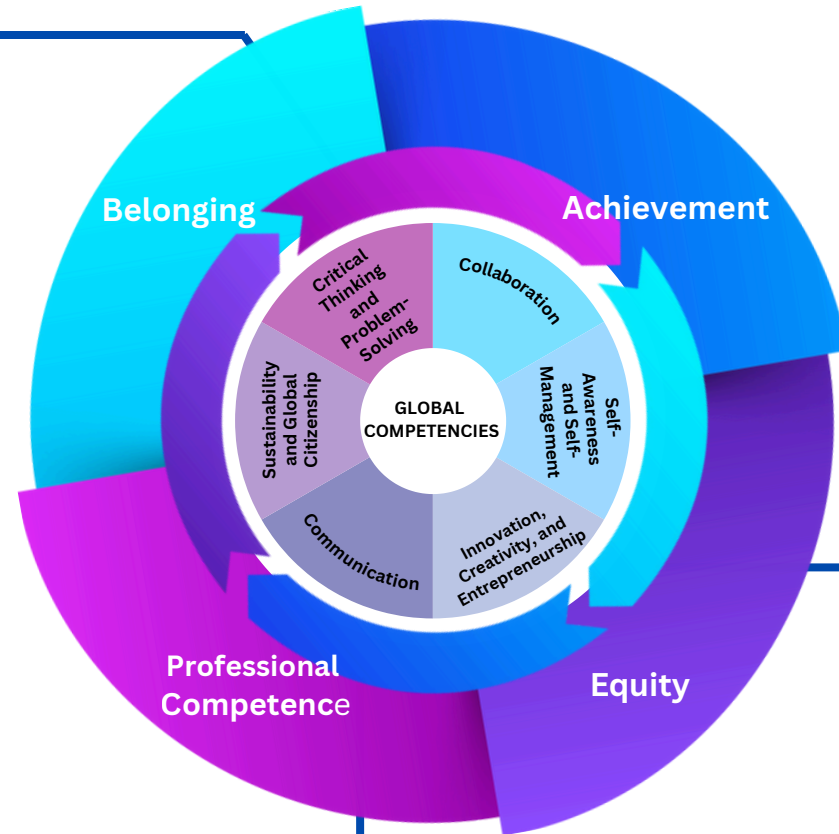 Belonging
Achievement
Critical
Thinking
and
Problem-
Solving
Collaboration
Self-
Awareness
and Self-
Management
Sustainability
and Global
Citizenship
GLOBAL
COMPETENCIES
Communication
Innovation,
Creativity, and
Entrepreneurship
Professional
Competence
Equity